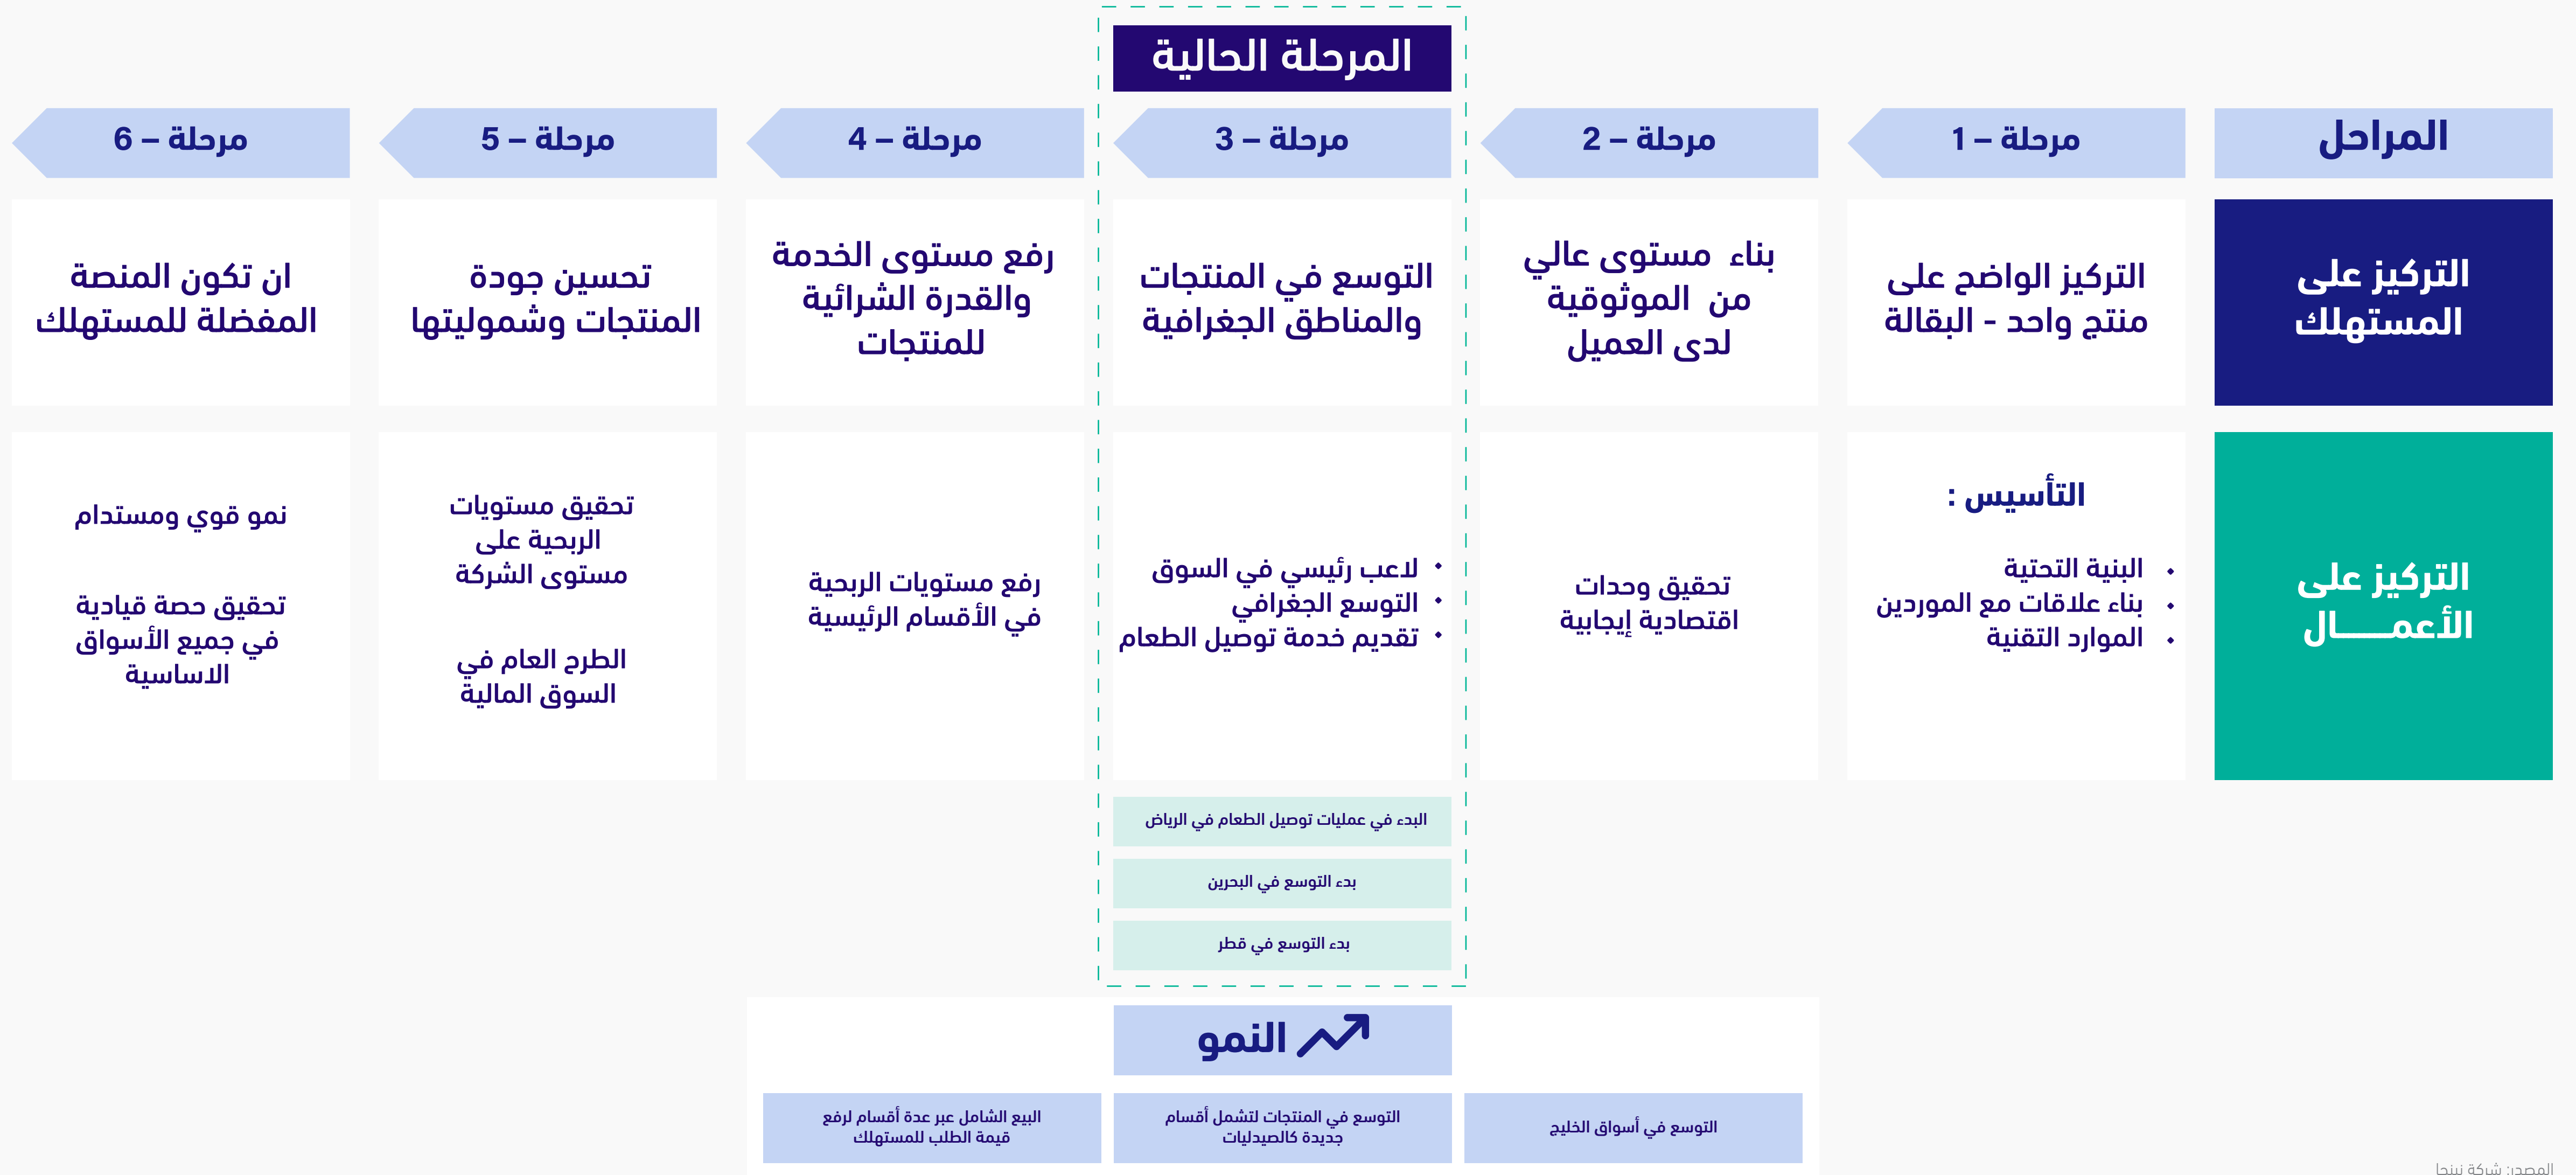 المرحلة الحالية
المراحل
مرحلة – 1
مرحلة – 2
مرحلة – 3
مرحلة – 4
مرحلة – 5
مرحلة – 6
التركيز على
المستهلك
التركيز الواضح على
منتج واحد - البقالة
بناء مستوى عالي
من الموثوقية
لدى العميل
التوسع في المنتجات
والمناطق الجغرافية
رفع مستوى الخدمة
والقدرة الشرائية
للمنتجات
تحسين جودة
المنتجات وشموليتها
ان تكون المنصة
المفضلة للمستهلك
التركيز على
الأعمـــــال
التأسيس :
• البنية التحتية
• بناء علاقات مع الموردين
• الموارد التقنية
تحقيق وحدات
اقتصادية إيجابية
• لاعب رئيسي في السوق
• التوسع الجغرافي
• تقديم خدمة توصيل الطعام
رفع مستويات الربحية
في الأقسام الرئيسية
تحقيق مستويات
الربحية على
مستوى الشركة
الطرح العام في
السوق المالية
نمو قوي ومستدام
تحقيق حصة قيادية
في جميع الأسواق
الاساسية
البدء في عمليات توصيل الطعام في الرياض
بدء التوسع في البحرين
بدء التوسع في قطر
النمو
التوسع في أسواق الخليج
التوسع في المنتجات لتشمل أقسام
جديدة كالصيدليات
البيع الشامل عبر عدة أقسام لرفع
قيمة الطلب للمستهلك
المصدر: شركة نينجا